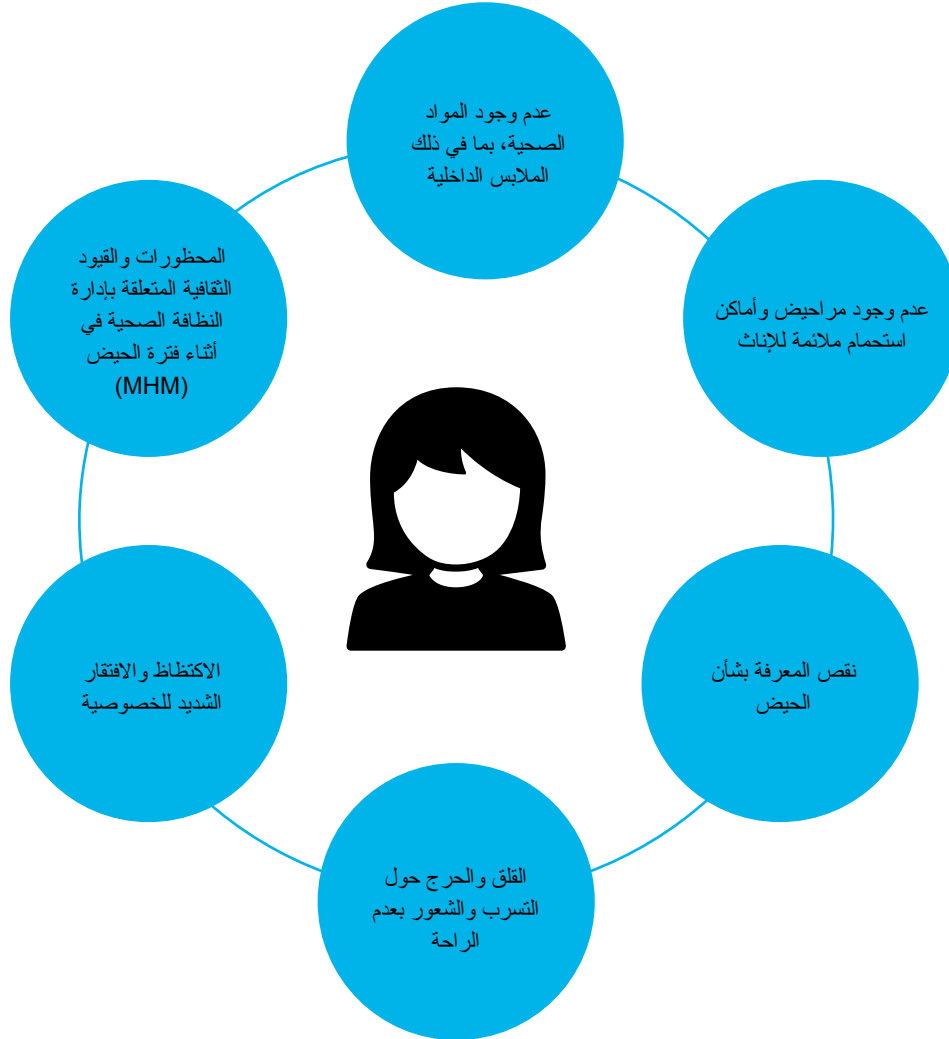 عدم وجود المواد
الصحية، بما في ذلك
الملابس الداخلية
عدم وجود مراحيض وأماكن
استحمام ملائمة للإناث
نقص المعرفة بشأن
الحيض
القلق والحرج حول
التسرب والشعور بعدم
الراحة
الاكتظاظ والافتقار
الشديد للخصوصية
المحظورات والقيود
الثقافية المتعلقة بإدارة
النظافة الصحية في
أثناء فترة الحيض
(MHM)